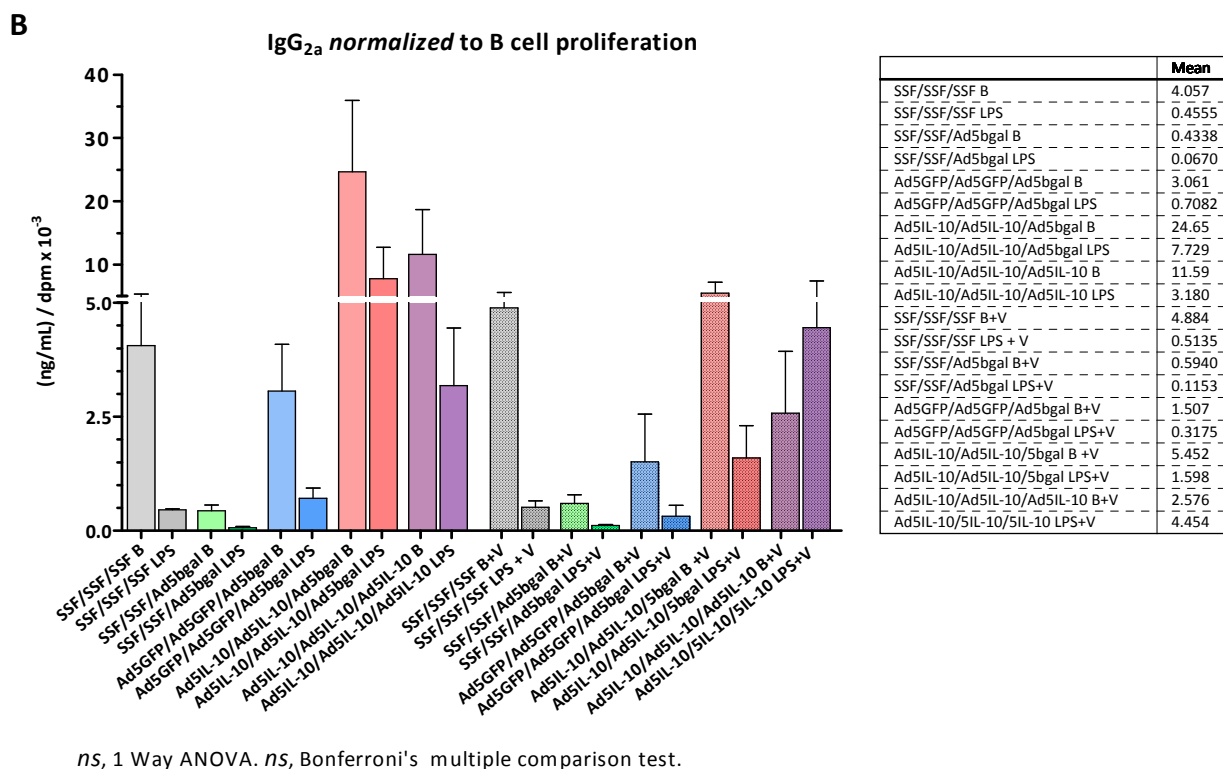 B
IgG2a normalized to B cell proliferation
(ng/mL) / dpm x 10-3
40
30
20
10
5.0
2.5
0.0
SSF/SSF/SSF B
SSF/SSF/SSF LPS
SSF/SSF/Ad5bgal B
SSF/SSF/Ad5bgal LPS
Ad5GFP/Ad5GFP/Ad5bgal B
Ad5GFP/Ad5GFP/Ad5bgal LPS
Ad5IL-10/Ad5IL-10/Ad5bgal B
Ad5IL-10/Ad5IL-10/Ad5bgal LPS
Ad5IL-10/Ad5IL-10/Ad5IL-10 B
Ad5IL-10/Ad5IL-10/Ad5IL-10 LPS
SSF/SSF/SSF B+V
SSF/SSF/SSF LPS + V
SSF/SSF/Ad5bgal B+V
SSF/SSF/Ad5bgal LPS+V
Ad5GFP/Ad5GFP/Ad5bgal B+V
Ad5GFP/Ad5GFP/Ad5bgal LPS+V
Ad5IL-10/Ad5IL-10/5bgal B +V
Ad5IL-10/Ad5IL-10/5bgal LPS+V
Ad5IL-10/Ad5IL-10/Ad5IL-10 B+V
Ad5IL-10/5IL-10/5IL-10 LPS+V
Mean
SSF/SSF/SSF B 4.057
SSF/SSF/SSF LPS 0.4555
SSF/SSF/Ad5bgal B 0.4338
SSF/SSF/Ad5bgal LPS 0.0670
Ad5GFP/Ad5GFP/Ad5bgal B 3.061
Ad5GFP/Ad5GFP/Ad5bgal LPS 0.7082
Ad5IL-10/Ad5IL-10/Ad5bgal B 24.65
Ad5IL-10/Ad5IL-10/Ad5bgal LPS 7.729
Ad5IL-10/Ad5IL-10/Ad5IL-10 B 11.59
Ad5IL-10/Ad5IL-10/Ad5IL-10 LPS 3.180
SSF/SSF/SSF B+V 4.884
SSF/SSF/SSF LPS + V 0.5135
SSF/SSF/Ad5bgal B+V 0.5940
SSF/SSF/Ad5bgal LPS+V 0.1153
Ad5GFP/Ad5GFP/Ad5bgal B+V 1.507
Ad5GFP/Ad5GFP/Ad5bgal LPS+V 0.3175
Ad5IL-10/Ad5IL-10/5bgal B +V 5.452
Ad5IL-10/Ad5IL-10/5bgal LPS+V 1.598
Ad5IL-10/Ad5IL-10/Ad5IL-10 B+V 2.576
Ad5IL-10/5IL-10/5IL-10 LPS+V 4.454
ns, 1 Way ANOVA. ns, Bonferroni's multiple comparison test.